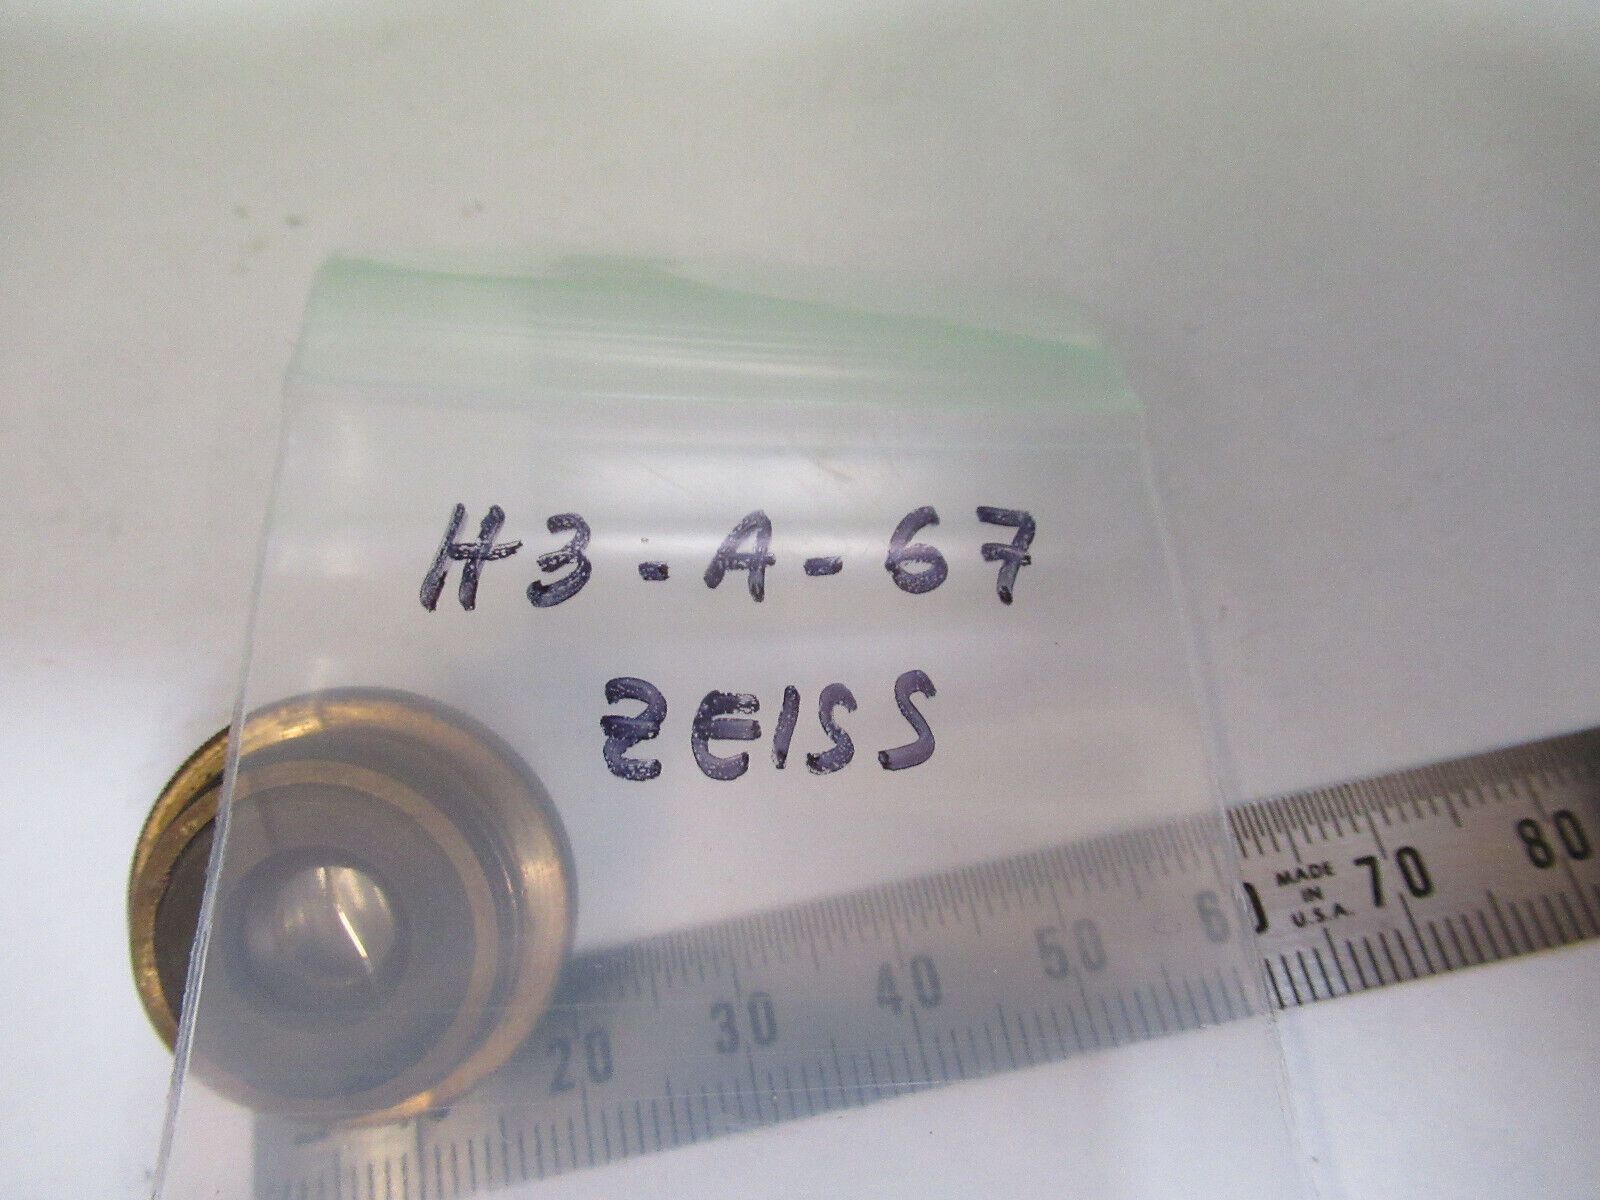 H3-A-67
ZEISS
20 30 40 50 60 70 80
MADE
IN
U.S.A.